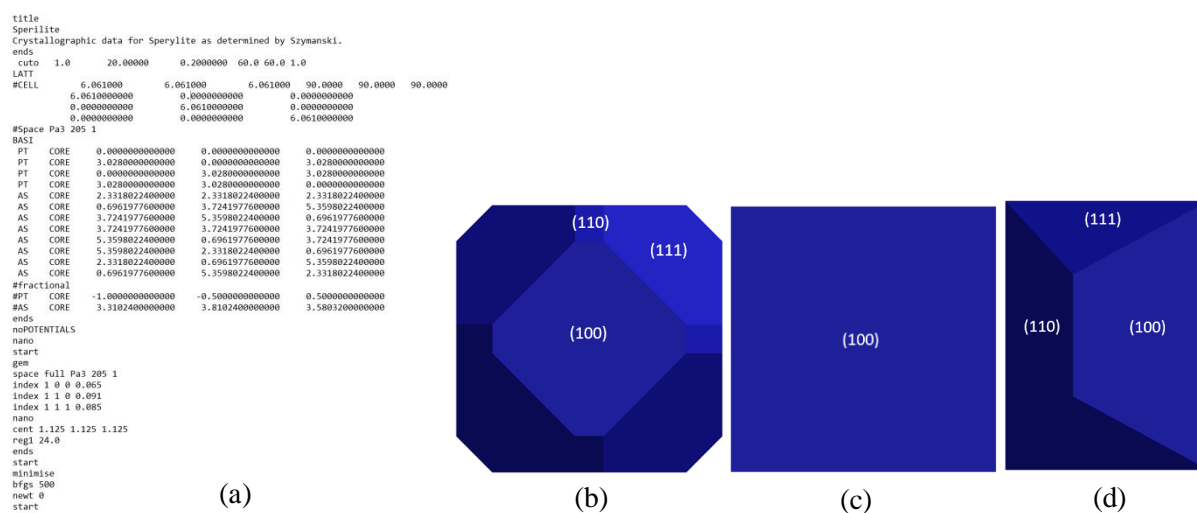 title
Sperilite
Crystallographic data for Sperylite as determined by Szymanski.
ends
cuto 1.0 20.00000 0.2000000 60.0 60.0 1.0
LATT
#CELL 6.061000 6.061000 6.061000 90.0000 90.0000 90.0000
6.0610000000 0.0000000000 0.0000000000
0.0000000000 6.0610000000 0.0000000000
0.0000000000 0.0000000000 6.0610000000
#Space Pa3 205 1
BASI
PT CORE 0.0000000000000 0.0000000000000 0.0000000000000
PT CORE 3.0280000000000 0.0000000000000 3.0280000000000
PT CORE 0.0000000000000 3.0280000000000 3.0280000000000
PT CORE 3.0280000000000 3.0280000000000 0.0000000000000
AS CORE 2.3318022400000 2.3318022400000 2.3318022400000
AS CORE 0.6961977600000 3.7241977600000 5.3598022400000
AS CORE 3.7241977600000 5.3598022400000 0.6961977600000
AS CORE 3.7241977600000 3.7241977600000 3.7241977600000
AS CORE 5.3598022400000 0.6961977600000 3.7241977600000
AS CORE 5.3598022400000 2.3318022400000 0.6961977600000
AS CORE 2.3318022400000 0.6961977600000 5.3598022400000
AS CORE 0.6961977600000 5.3598022400000 2.3318022400000
#fractional
#PT CORE -1.0000000000000 -0.5000000000000 0.5000000000000
#AS CORE 3.3102400000000 3.8102400000000 3.5803200000000
ends
noPOTENTIALS
nano
start
gem
space full Pa3 205 1
index 1 0 0 0.065
index 1 1 0 0.091
index 1 1 1 0.085
nano
cent 1.125 1.125 1.125
reg1 24.0
ends
start
minimise
bfgs 500
newt 0
start
(a)
(110)
(111)
(100)
(b)
(100)
(c)
(111)
(110)
(100)
(d)